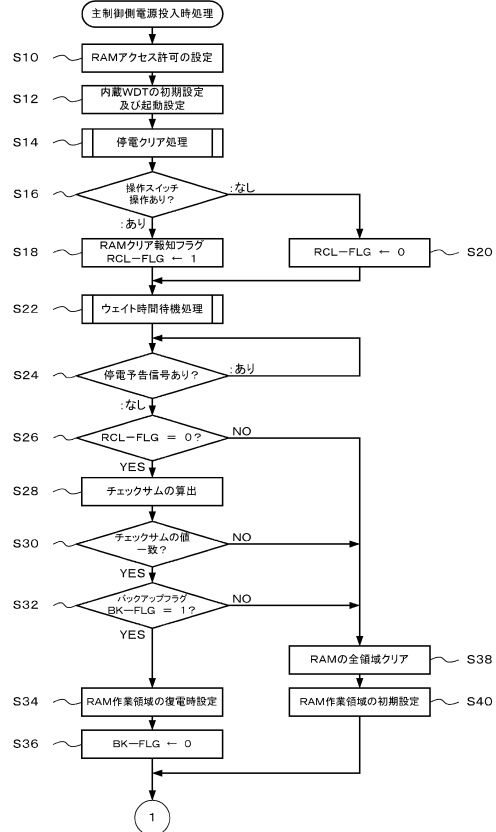 主制御側電源投入時処理
S10
RAMアクセス許可の設定
S12
内蔵WDTの初期設定
及び起動設定
S14
停電クリア処理
S16
操作スイッチ
操作あり?
:なし
:あり
S18
RAMクリア報知フラグ
RCL-FLG ← 1
RCL-FLG ← 0
S20
S22
ウェイト時間待機処理
S24
停電予告信号あり?
:あり
:なし
S26
RCL-FLG = 0?
NO
YES
S28
チェックサムの算出
S30
チェックサムの値
一致?
NO
YES
S32
バックアップフラグ
BK-FLG = 1?
NO
YES
RAMの全領域クリア
S38
S34
RAM作業領域の復電時設定
RAM作業領域の初期設定
S40
S36
BK-FLG ← 0
1